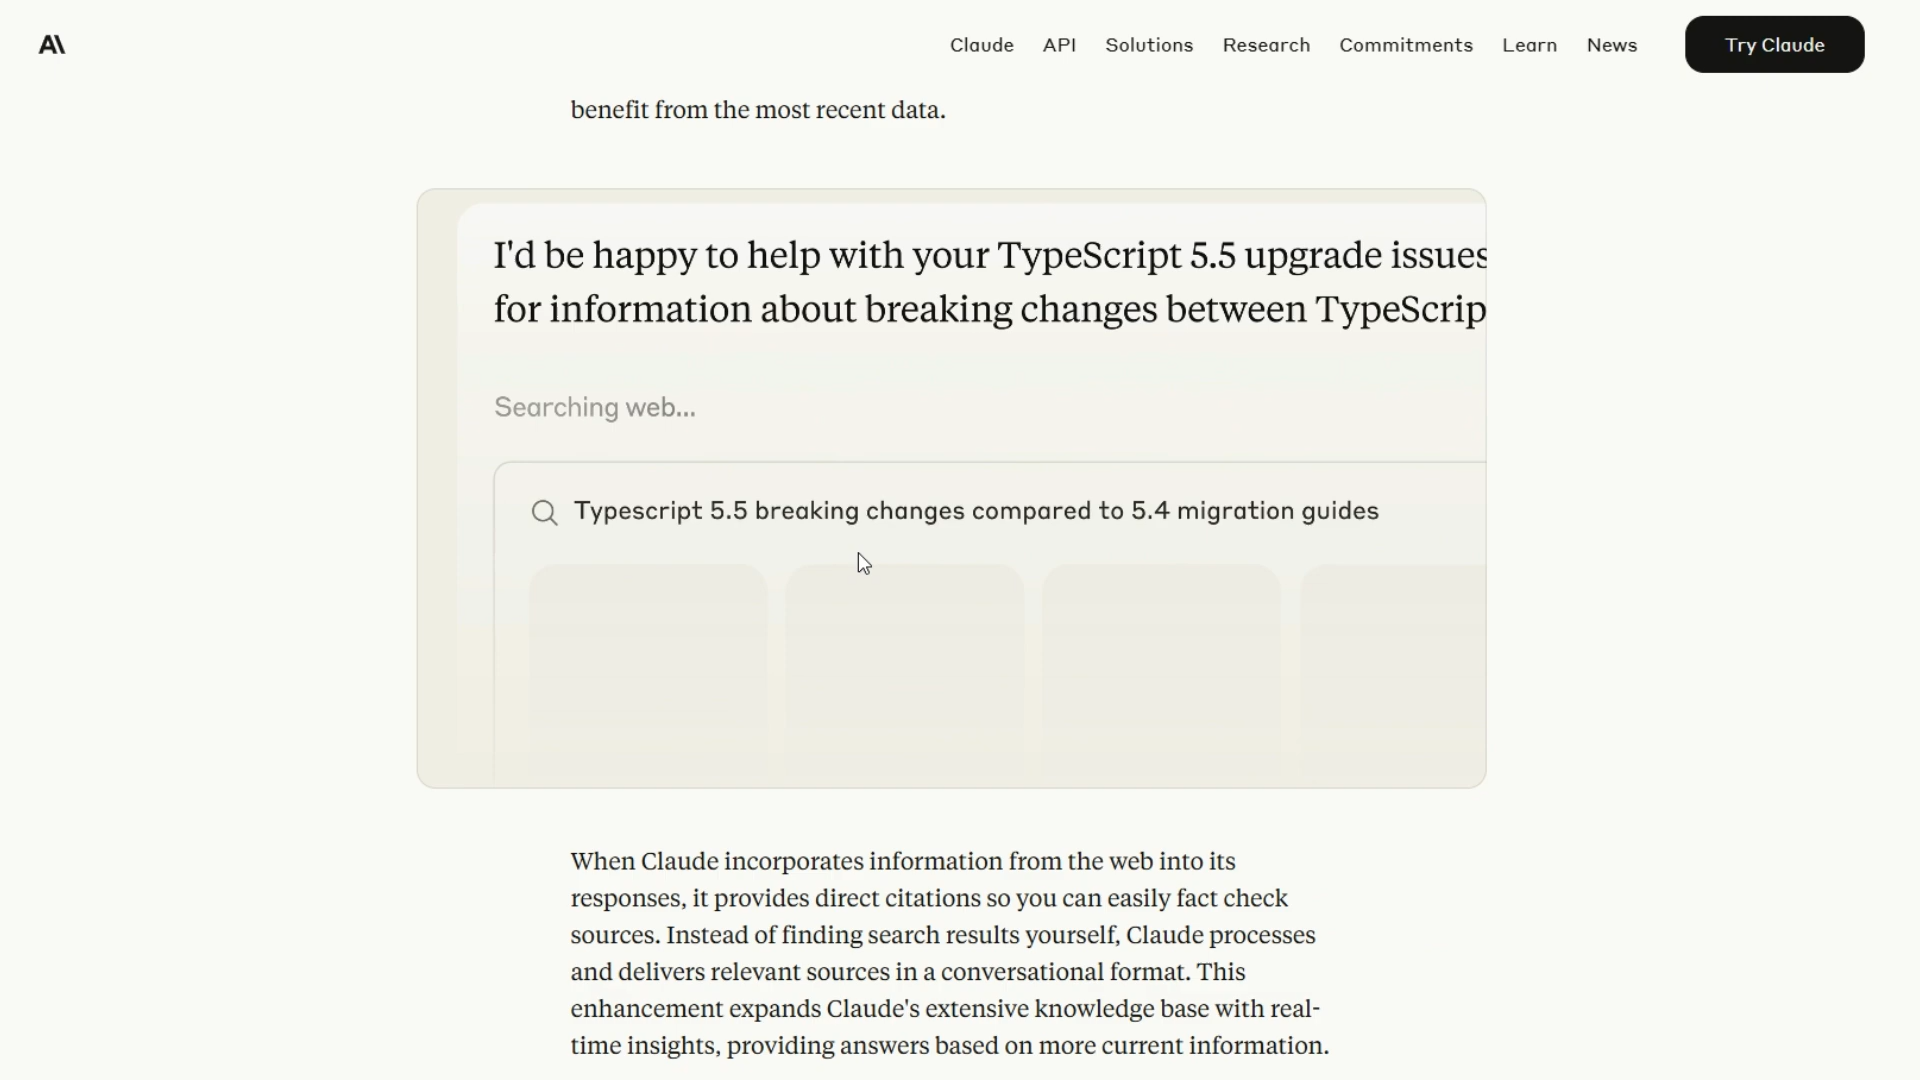 A\
Claude API Solutions Research Commitments Learn News Try Claude
benefit from the most recent data.
I'd be happy to help with your TypeScript 5.5 upgrade issues
for information about breaking changes between TypeScrip
Searching web...
Typescript 5.5 breaking changes compared to 5.4 migration guides
When Claude incorporates information from the web into its
responses, it provides direct citations so you can easily fact check
sources. Instead of finding search results yourself, Claude processes
and delivers relevant sources in a conversational format. This
enhancement expands Claude's extensive knowledge base with real-
time insights, providing answers based on more current information.